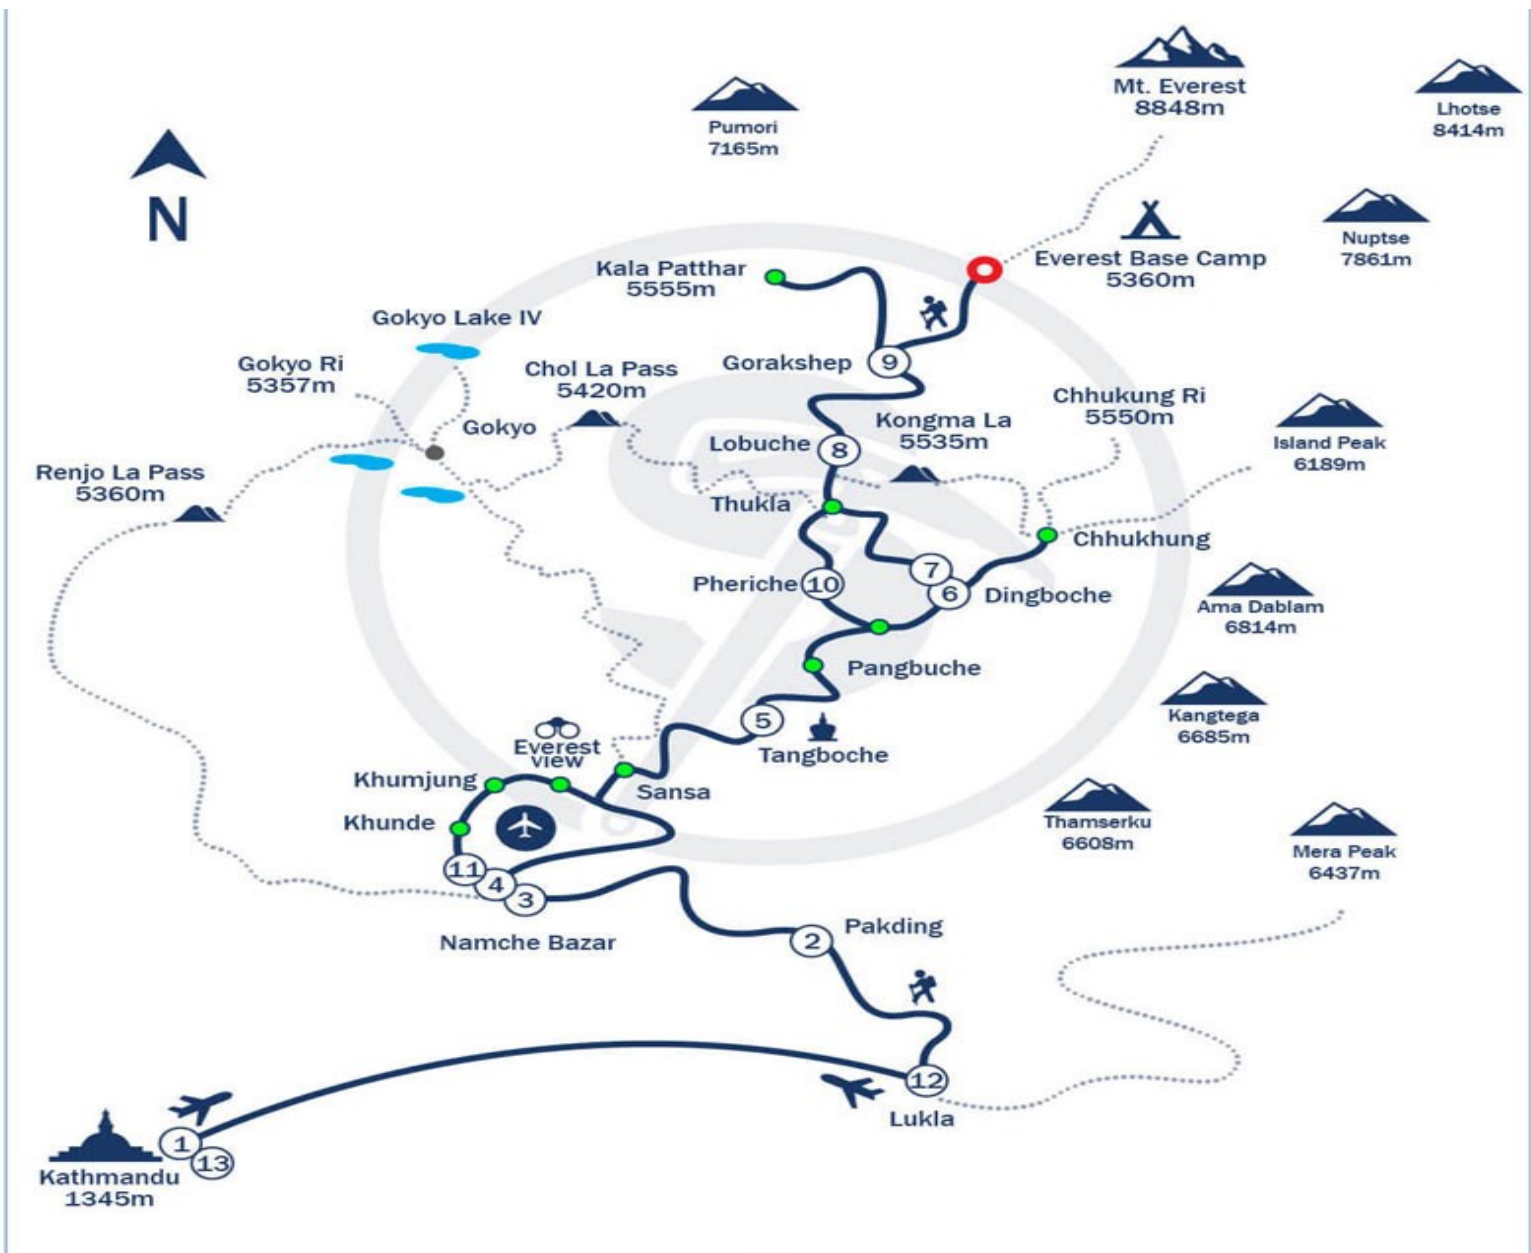 Mt. Everest
8848m
Lhotse
8414m
Pumori
7165m
N
Nuptse
7861m
Everest Base Camp
5360m
Kala Patthar
5555m
Gokyo Lake IV
Gokyo Ri
5357m
Chol La Pass
5420m
Gorakshep
9
Chhukung Ri
5550m
Kongma La
5535m
Gokyo
Lobuche
8
Island Peak
6189m
Renjo La Pass
5360m
Thukla
Chhukhung
Pheriche
10
7
6
Dingboche
Ama Dablam
6814m
Pangbuche
Kangtega
6685m
5
Tangboche
Everest
view
Khumjung
Sansa
Khunde
Thamserku
6608m
Mera Peak
6437m
11
4
3
Namche Bazar
Pakding
2
12
Lukla
1
13
Kathmandu
1345m